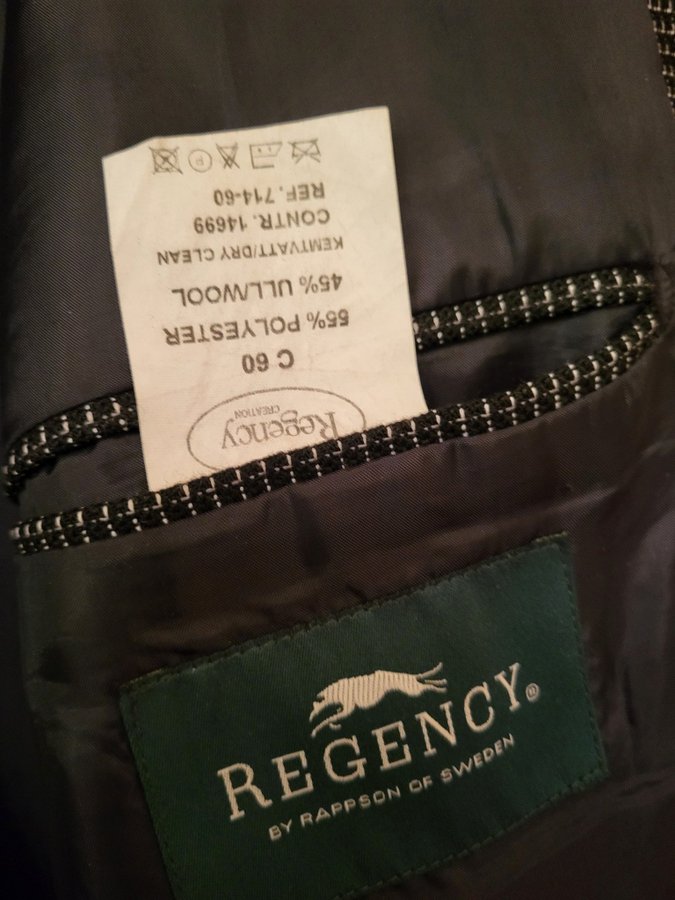 Regency
CREATION
C 60
55% POLYESTER
45% ULL/WOOL
KEMTVATT/DRY CLEAN
CONTR. 14699
REF. 714-60
P
REGENCY®
BY RAPPSON OF SWEDEN